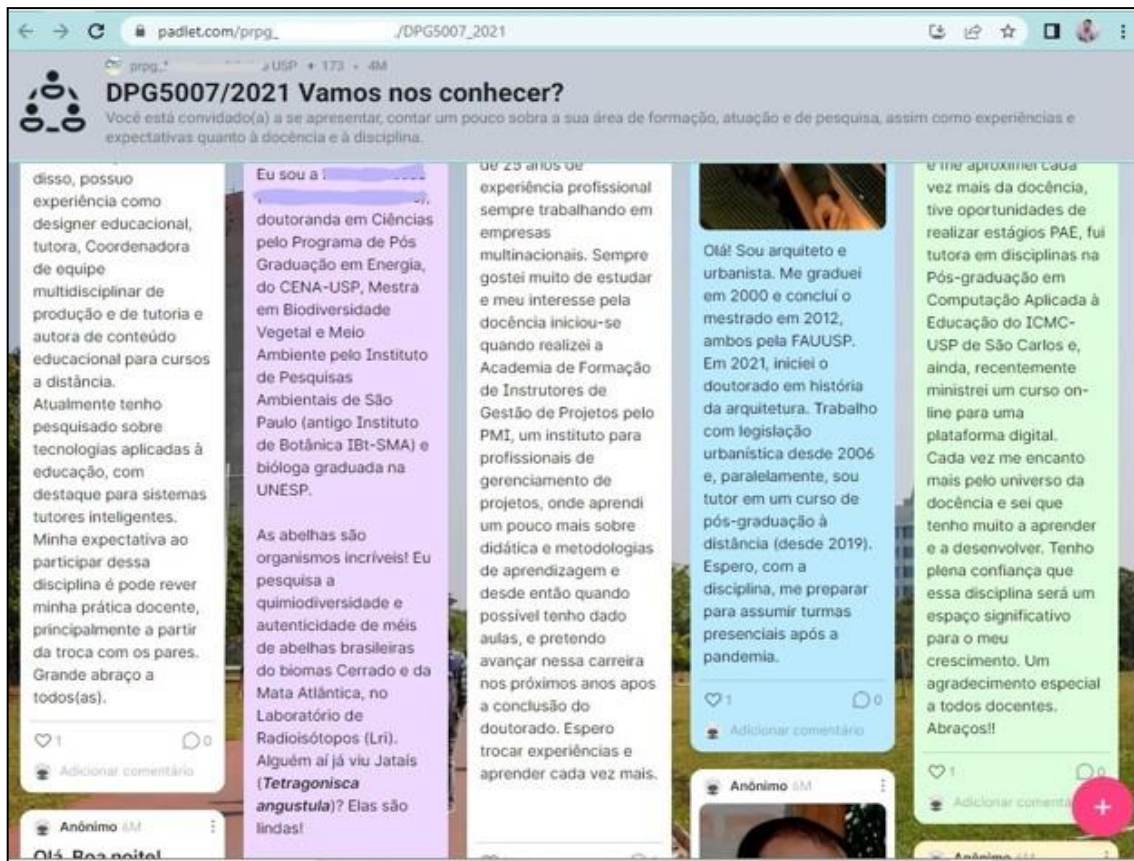 padlet.com/prpg_ ./DPG5007_2021
USP + 173 • 4M
DPG5007/2021 Vamos nos conhecer?
Você está convidado(a) a se apresentar, contar um pouco sobra a sua área de formação, atuação e de pesquisa, assim como experiências e
expectativas quanto à docência e à disciplina.
disso, possuo
experiência como
designer educacional,
tutora, Coordenadora
de equipe
multidisciplinar de
produção e de tutoria e
autora de conteúdo
educacional para cursos
a distância.
Atualmente tenho
pesquisado sobre
tecnologias aplicadas à
educação, com
destaque para sistemas
tutores inteligentes.
Minha expectativa ao
participar dessa
disciplina é pode rever
minha prática docente,
principalmente a partir
da troca com os pares.
Grande abraço a
todos(as).
1 0
Adicionar comentário
Anônimo 6M
Olá, Boa noite!
Eu sou a
doutoranda em Ciências
pelo Programa de Pós
Graduação em Energia,
do CENA-USP, Mestra
em Biodiversidade
Vegetal e Meio
Ambiente pelo Instituto
de Pesquisas
Ambientais de São
Paulo (antigo Instituto
de Botânica IBt-SMA) e
bióloga graduada na
UNESP.
As abelhas são
organismos incríveis! Eu
pesquisa a
quimiodiversidade e
autenticidade de méis
de abelhas brasileiras
do biomas Cerrado e da
Mata Atlântica, no
Laboratório de
Radioisótopos (Lri).
Alguém aí já viu Jataís
(Tetragonisca
angustula)? Elas são
lindas!
de 25 anos de
experiência profissional
sempre trabalhando em
empresas
multinacionais. Sempre
gostei muito de estudar
e meu interesse pela
docência iniciou-se
quando realizei a
Academia de Formação
de Instrutores de
Gestão de Projetos pelo
PMI, um instituto para
profissionais de
gerenciamento de
projetos, onde aprendi
um pouco mais sobre
didática e metodologias
de aprendizagem e
desde então quando
possível tenho dado
aulas, e pretendo
avançar nessa carreira
nos próximos anos apos
a conclusão do
doutorado. Espero
trocar experiências e
aprender cada vez mais.
Olá! Sou arquiteto e
urbanista. Me graduei
em 2000 e concluí o
mestrado em 2012,
ambos pela FAUUSP.
Em 2021, iniciei o
doutorado em história
da arquitetura. Trabalho
com legislação
urbanística desde 2006
e, paralelamente, sou
tutor em um curso de
pós-graduação à
distância (desde 2019).
Espero, com a
disciplina, me preparar
para assumir turmas
presenciais após a
pandemia.
1 0
Adicionar comentário
Anônimo 6M
e me aproximei cada
vez mais da docência,
tive oportunidades de
realizar estágios PAE, fui
tutora em disciplinas na
Pós-graduação em
Computação Aplicada à
Educação do ICMC-
USP de São Carlos e,
ainda, recentemente
ministrei um curso on-
line para uma
plataforma digital.
Cada vez me encanto
mais pelo universo da
docência e sei que
tenho muito a aprender
e a desenvolver. Tenho
plena confiança que
essa disciplina será um
espaço significativo
para o meu
crescimento. Um
agradecimento especial
a todos docentes.
Abraços!!
1 0
Adicionar comenta
Anônimo 6M